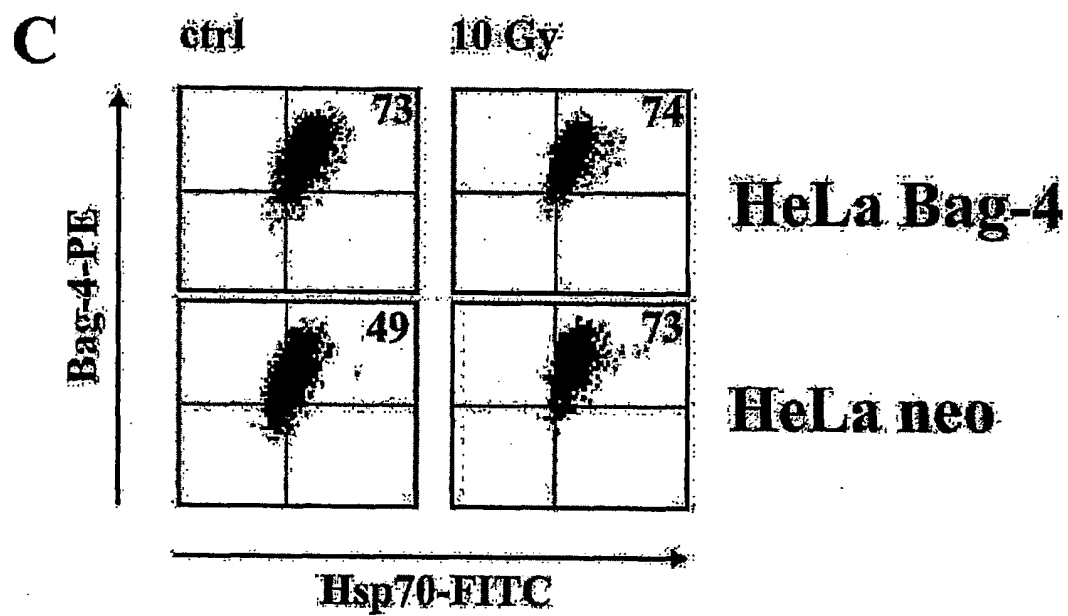 C
ctrl 10 Gy
73 74
HeLa Bag-4
Bag-4-PE
49 73
HeLa neo
Hsp70-FITC